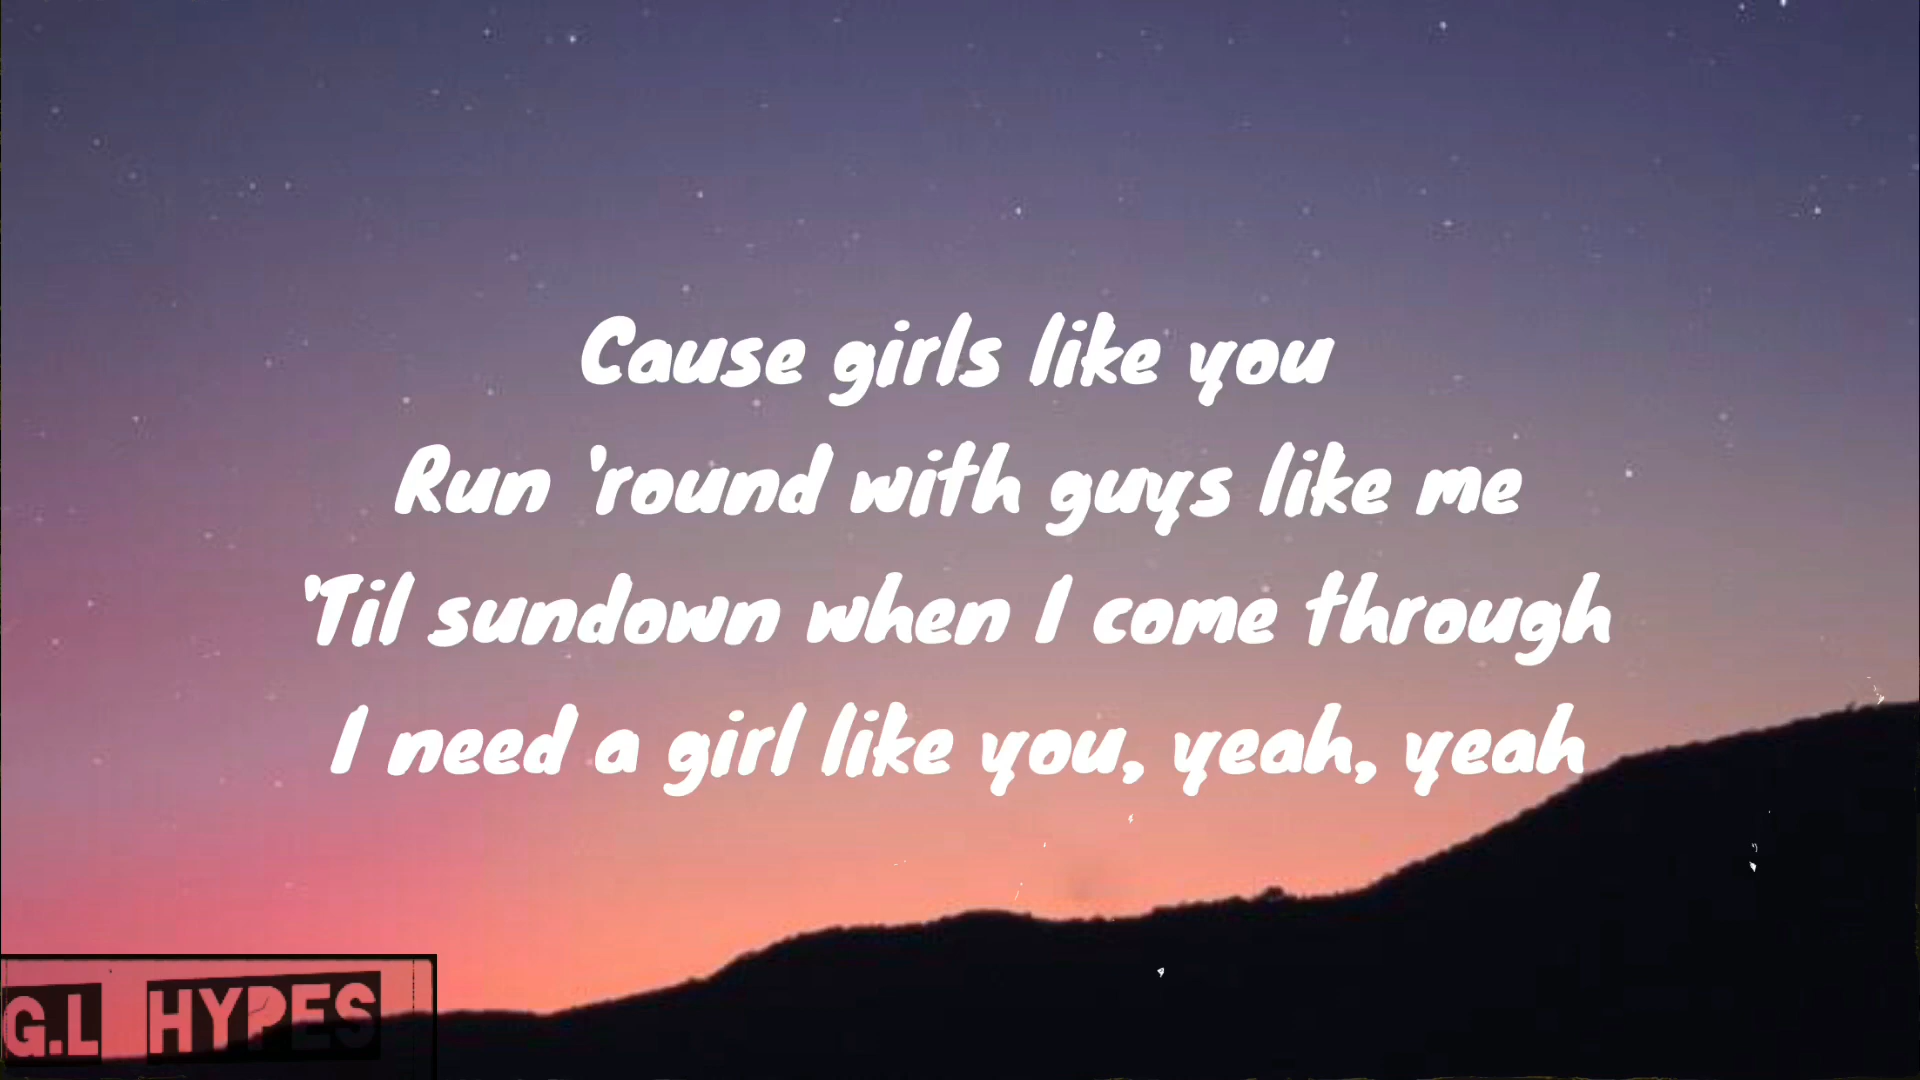 Cause girls like you
Run 'round with guys like me
'Til sundown when I come through
I need a girl like you, yeah, yeah
G.L HYPES